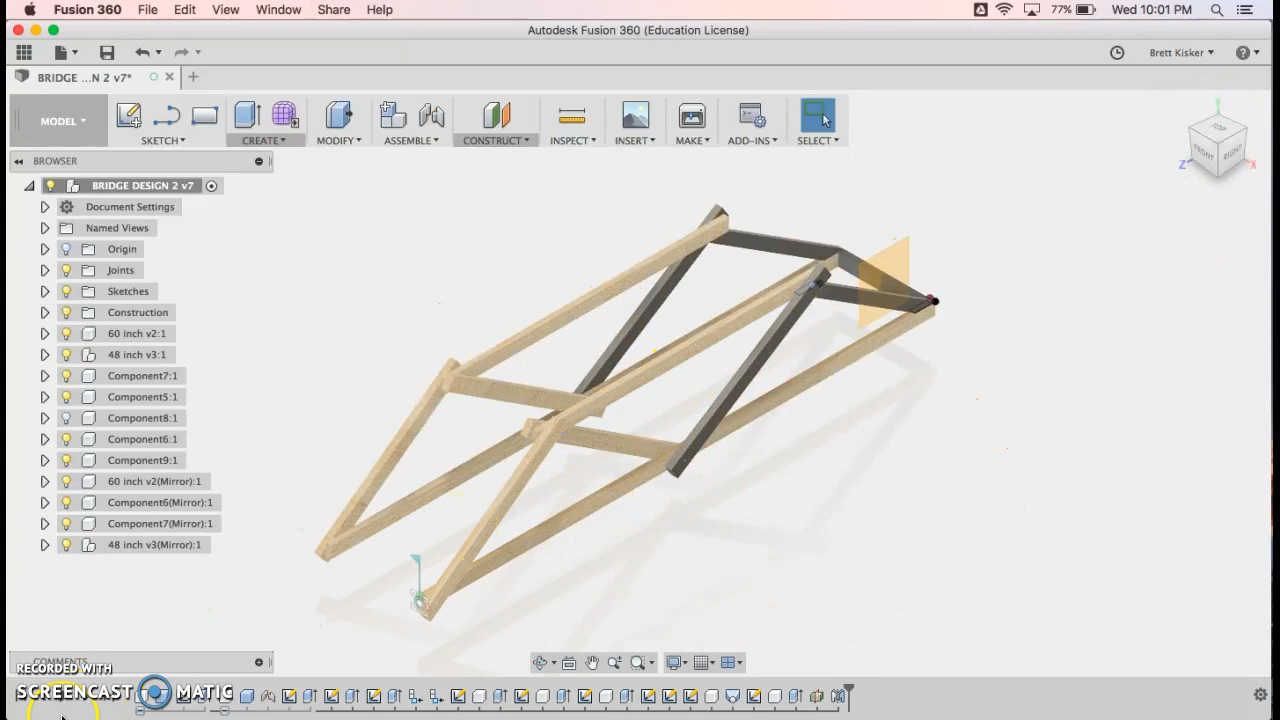 Fusion 360 File Edit View Window Share Help 77% Wed 10:01 PM
Autodesk Fusion 360 (Education License)
Brett Kisker
BRIDGE ...N 2 v7*
MODEL
SKETCH CREATE MODIFY ASSEMBLE CONSTRUCT INSPECT INSERT MAKE ADD-INS SELECT
BROWSER
BRIDGE DESIGN 2 v7
Document Settings
Named Views
Origin
Joints
Sketches
Construction
60 inch v2:1
48 inch v3:1
Component7:1
Component5:1
Component8:1
Component6:1
Component9:1
60 inch v2(Mirror):1
Component6(Mirror):1
Component7(Mirror):1
48 inch v3(Mirror):1
TOP
FRONT RIGHT
Z X
COMMENTS
RECORDED WITH
SCREENCAST MATIC